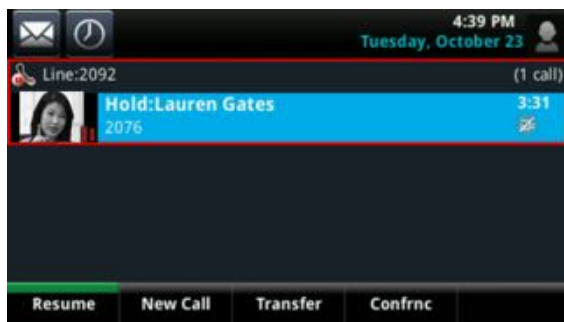 4:39 PM
Tuesday, October 23
Line:2092 (1 call)
Hold:Lauren Gates 3:31
2076
Resume New Call Transfer Confrnc